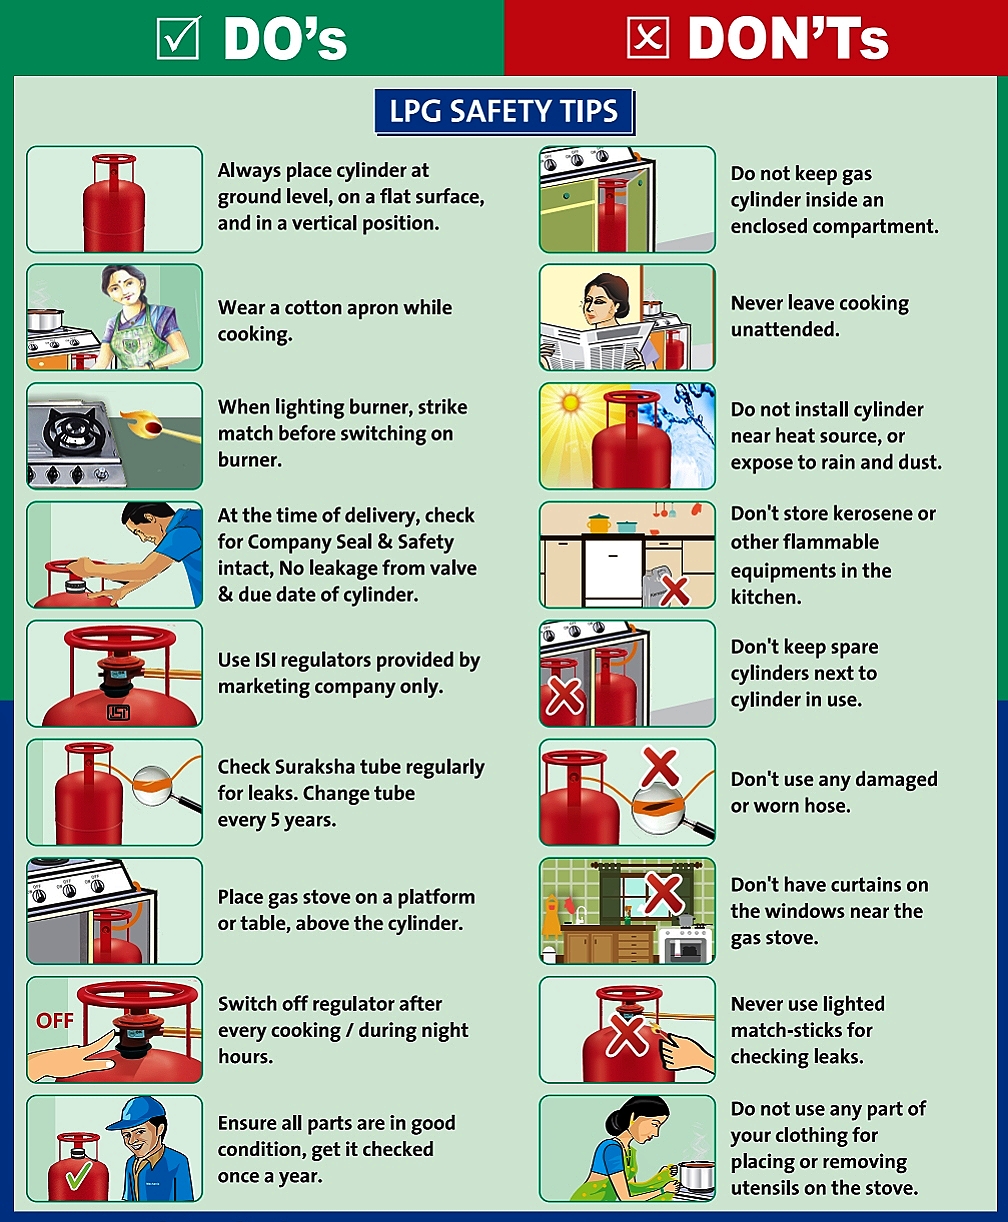 DO's
DON'Ts
LPG SAFETY TIPS
Always place cylinder at
ground level, on a flat surface,
and in a vertical position.
Do not keep gas
cylinder inside an
enclosed compartment.
Wear a cotton apron while
cooking.
Never leave cooking
unattended.
When lighting burner, strike
match before switching on
burner.
Do not install cylinder
near heat source, or
expose to rain and dust.
At the time of delivery, check
for Company Seal & Safety
intact, No leakage from valve
& due date of cylinder.
Don't store kerosene or
other flammable
equipments in the
kitchen.
Use ISI regulators provided by
marketing company only.
Don't keep spare
cylinders next to
cylinder in use.
Check Suraksha tube regularly
for leaks. Change tube
every 5 years.
Don't use any damaged
or worn hose.
Place gas stove on a platform
or table, above the cylinder.
Don't have curtains on
the windows near the
gas stove.
OFF
Switch off regulator after
every cooking / during night
hours.
Never use lighted
match-sticks for
checking leaks.
Ensure all parts are in good
condition, get it checked
once a year.
Do not use any part of
your clothing for
placing or removing
utensils on the stove.